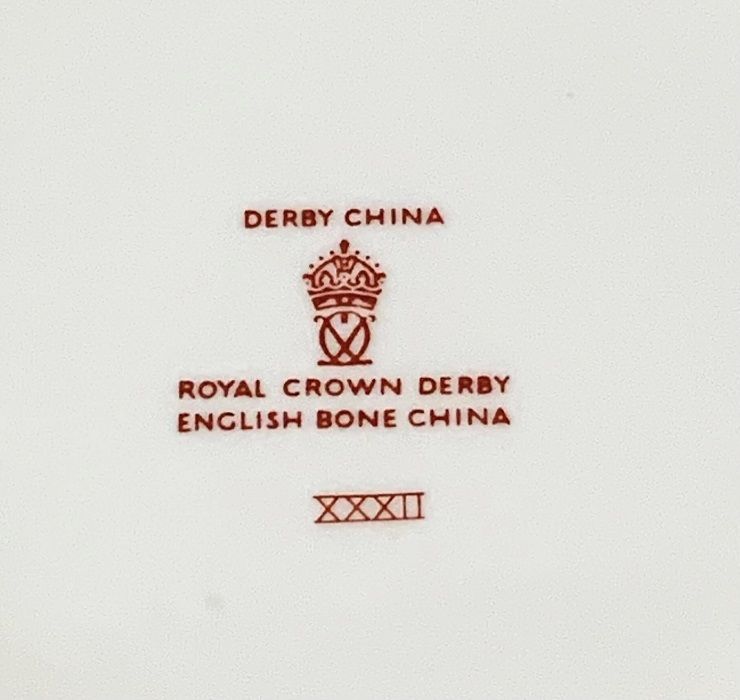 DERBY CHINA
ROYAL CROWN DERBY
ENGLISH BONE CHINA
XXXII